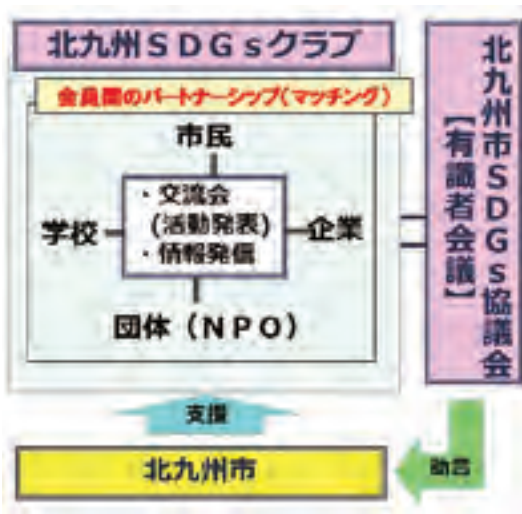 北九州SDGsクラブ
会員間のパートナーシップ(マッチング)
市民
学校
・交流会
(活動発表)
・情報発信
企業
団体(NPO)
北九州市SDGs協議会
【有識者会議】
支援
北九州市
助言